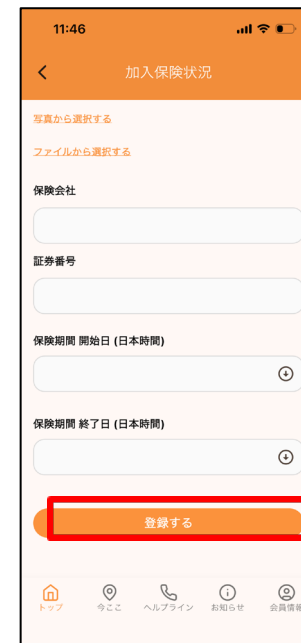 11:46
加入保険状況
写真から選択する
ファイルから選択する
保険会社
証券番号
保険期間 開始日 (日本時間)
保険期間 終了日 (日本時間)
登録する
トップ
今ここ
ヘルプライン
お知らせ
会員情報